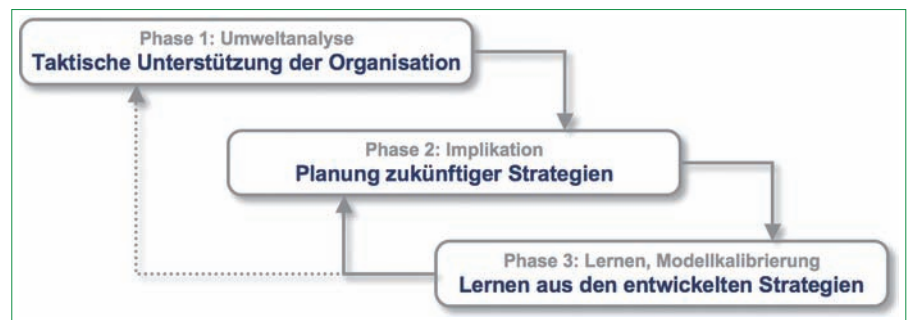 Phase 1: Umweltanalyse
Taktische Unterstützung der Organisation
Phase 2: Implikation
Planung zukünftiger Strategien
Phase 3: Lernen, Modellkalibrierung
Lernen aus den entwickelten Strategien